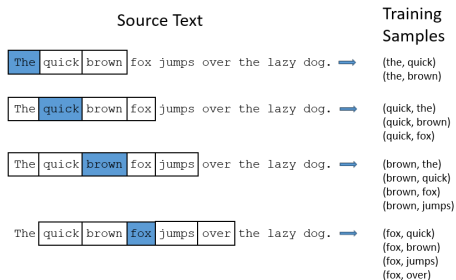 Source Text
Training
Samples
The quick brown fox jumps over the lazy dog.
(the, quick)
(the, brown)
The quick brown fox jumps over the lazy dog.
(quick, the)
(quick, brown)
(quick, fox)
The quick brown fox jumps over the lazy dog.
(brown, the)
(brown, quick)
(brown, fox)
(brown, jumps)
The quick brown fox jumps over the lazy dog.
(fox, quick)
(fox, brown)
(fox, jumps)
(fox, over)